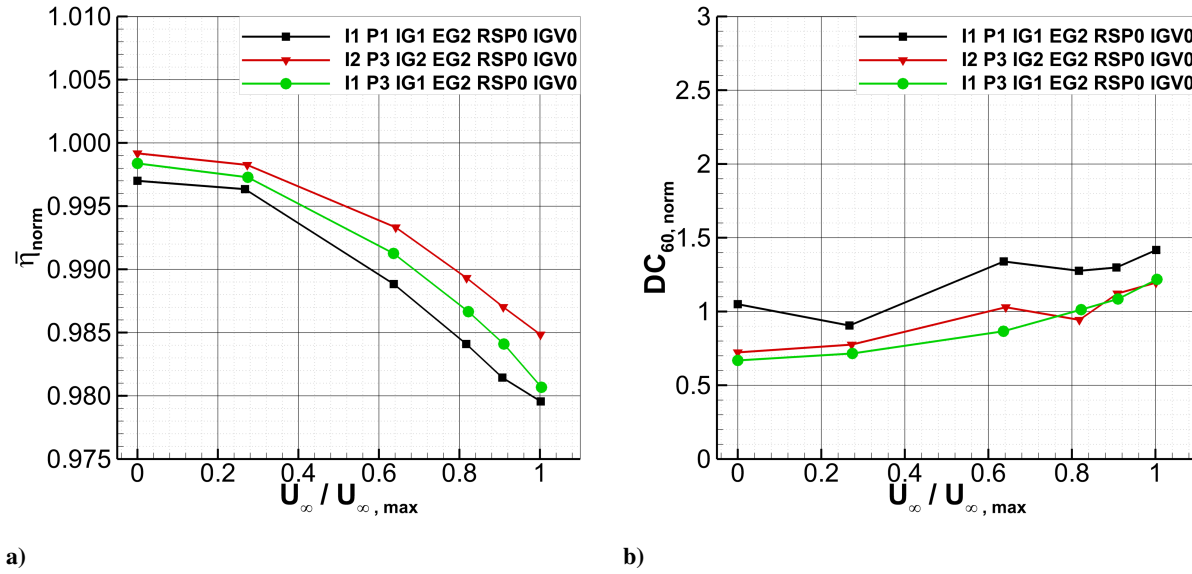 1.010
1.005
1.000
0.995
0.990
0.985
0.980
0.975
η̅norm
I1 P1 IG1 EG2 RSP0 IGV0
I2 P3 IG2 EG2 RSP0 IGV0
I1 P3 IG1 EG2 RSP0 IGV0
0 0.2 0.4 0.6 0.8 1
U∞ / U∞, max
a)
3
2.5
2
1.5
1
0.5
0
DC60, norm
I1 P1 IG1 EG2 RSP0 IGV0
I2 P3 IG2 EG2 RSP0 IGV0
I1 P3 IG1 EG2 RSP0 IGV0
0 0.2 0.4 0.6 0.8 1
U∞ / U∞, max
b)